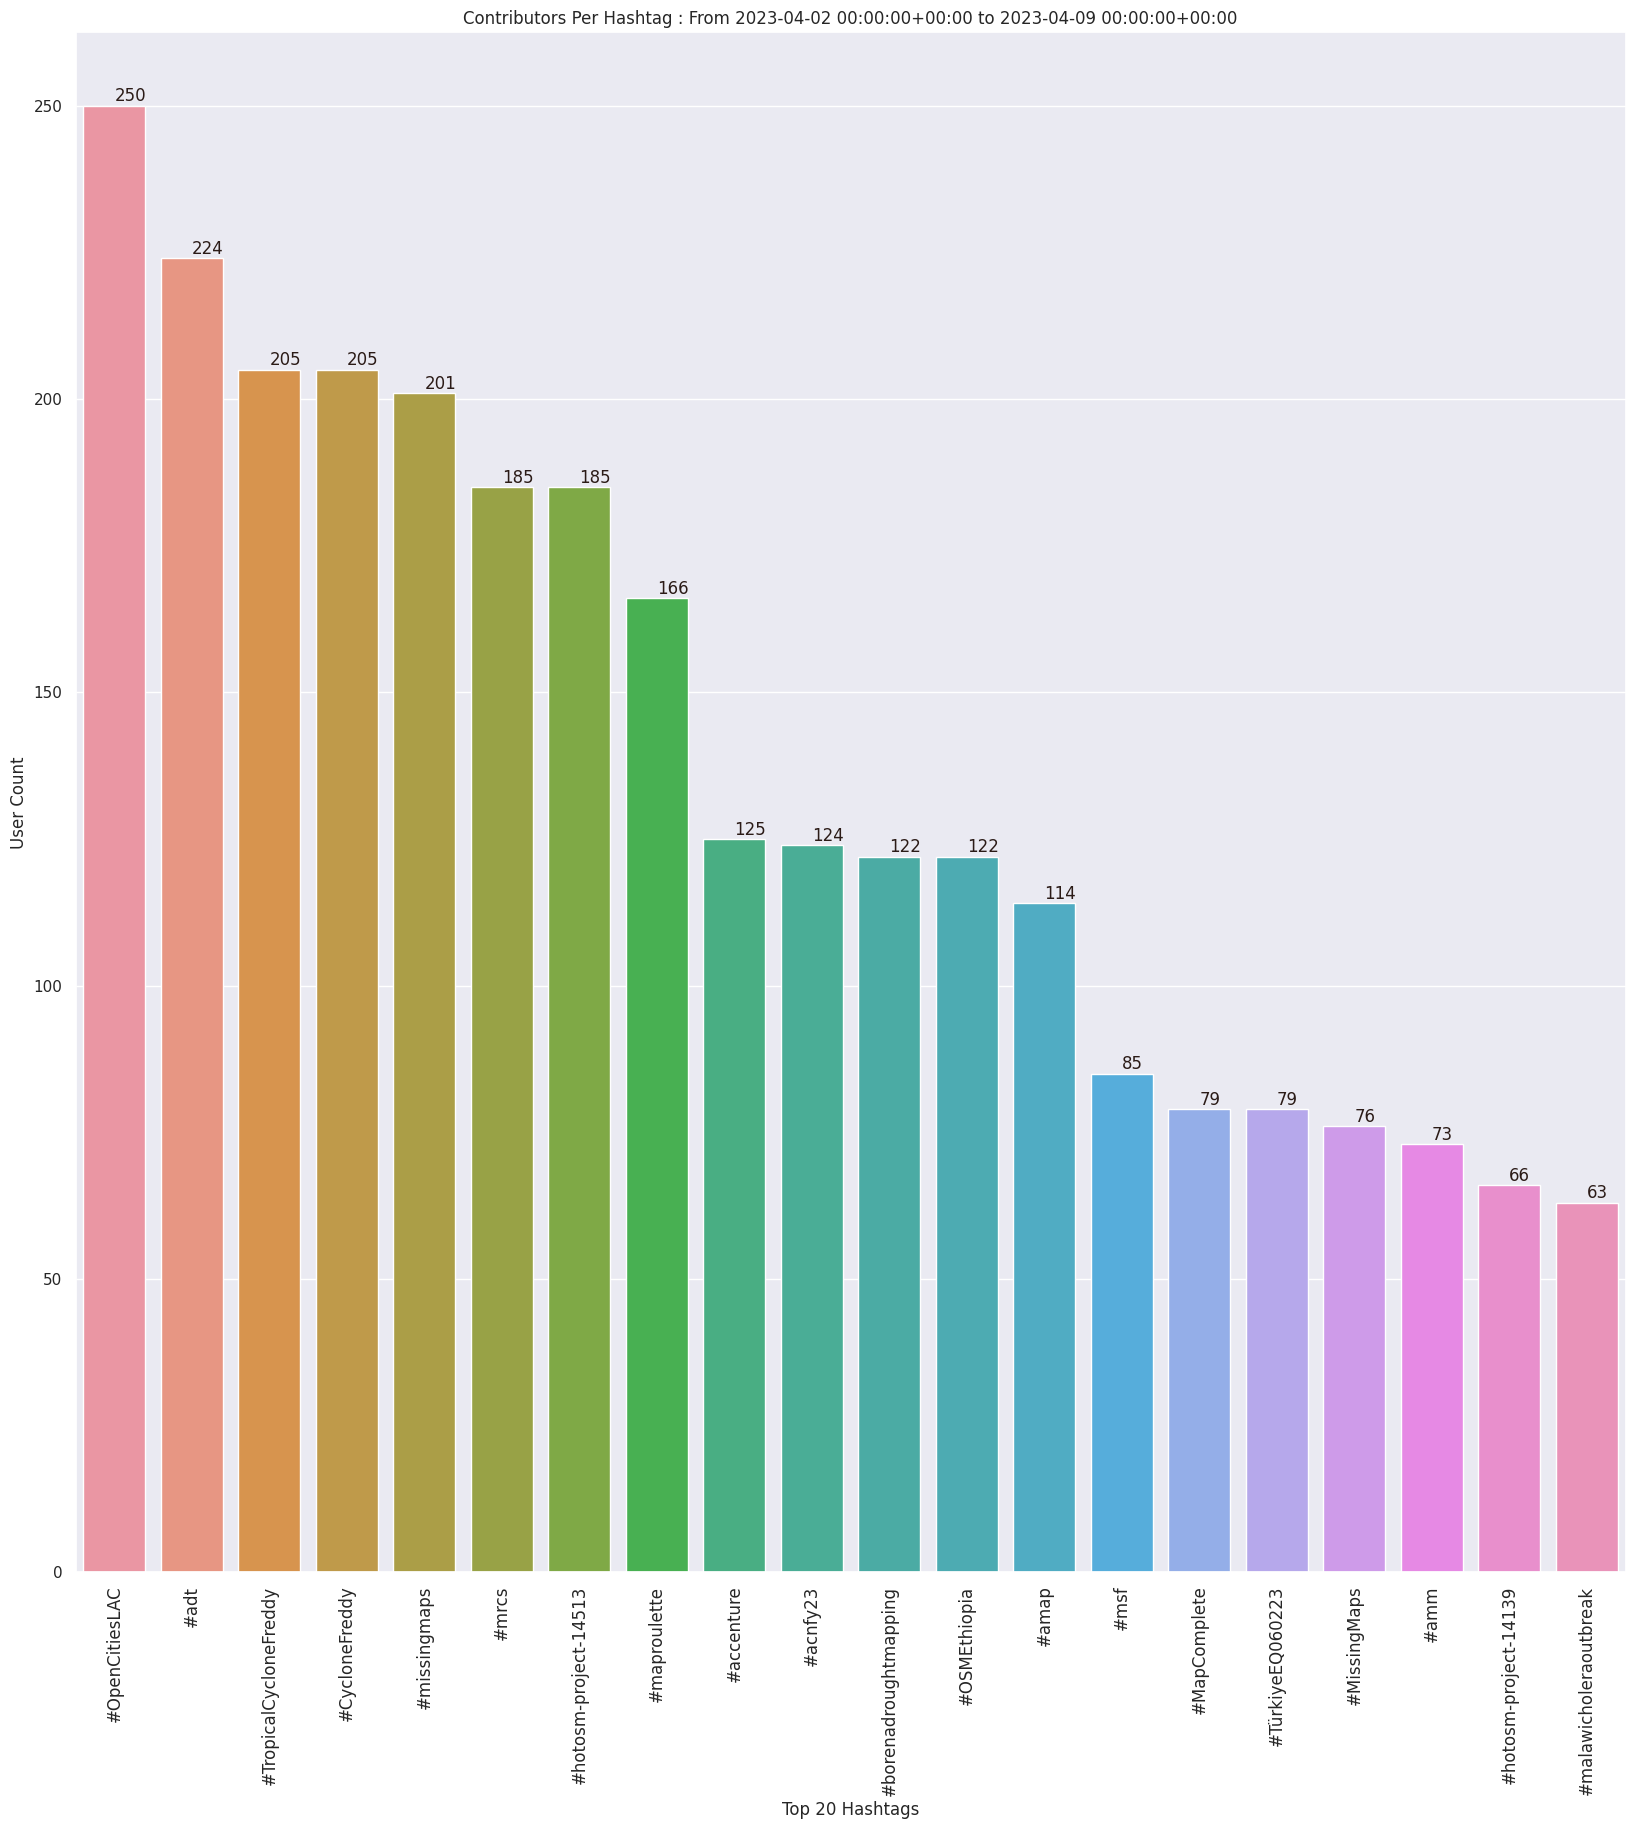 Contributors Per Hashtag : From 2023-04-02 00:00:00+00:00 to 2023-04-09 00:00:00+00:00
User Count
250
200
150
100
50
0
250
224
205
205
201
185
185
166
125
124
122
122
114
85
79
79
76
73
66
63
#OpenCitiesLAC
#adt
#TropicalCycloneFreddy
#CycloneFreddy
#missingmaps
#mrcs
#hotosm-project-14513
#maproulette
#accenture
#acnfy23
#borenadroughtmapping
#OSMEthiopia
#amap
#msf
#MapComplete
#TürkiyeEQ060223
#MissingMaps
#amm
#hotosm-project-14139
#malawicholeraoutbreak
Top 20 Hashtags